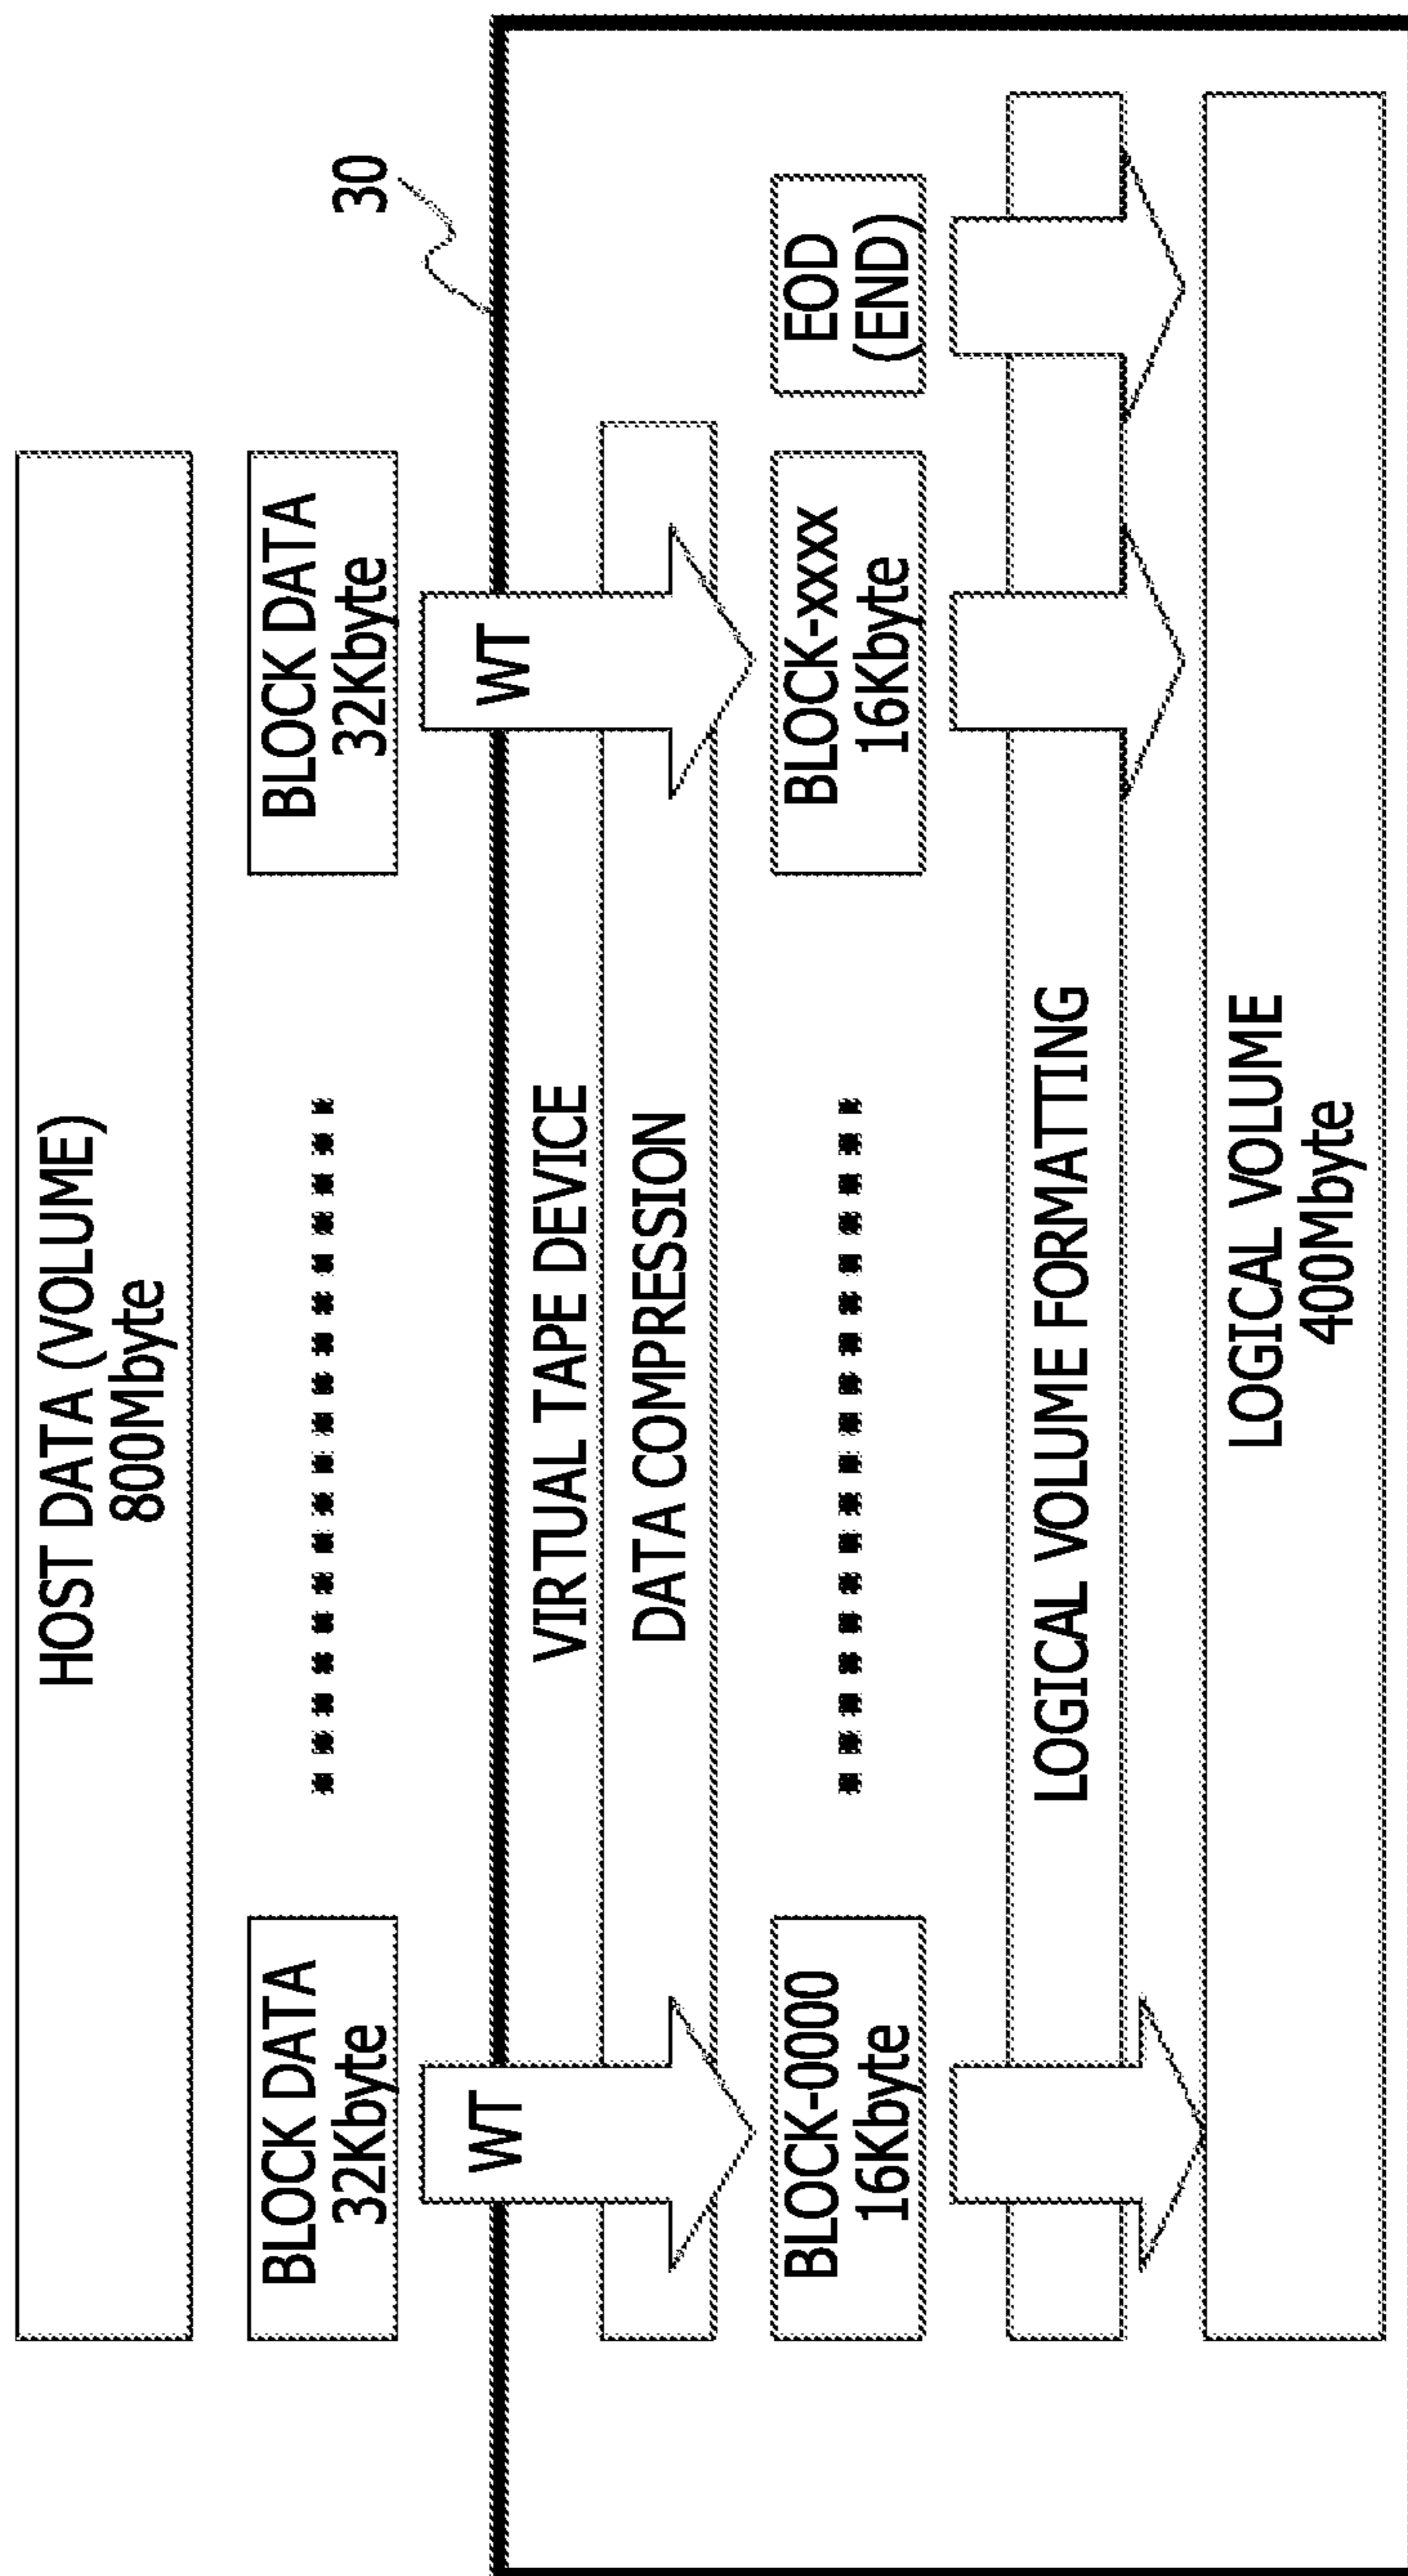 HOST DATA (VOLUME)
800Mbyte
BLOCK DATA
32Kbyte
BLOCK DATA
32Kbyte
30
WT
WT
VIRTUAL TAPE DEVICE
DATA COMPRESSION
BLOCK-0000
16Kbyte
BLOCK-xxxx
16Kbyte
EOD
(END)
LOGICAL VOLUME FORMATTING
LOGICAL VOLUME
400Mbyte